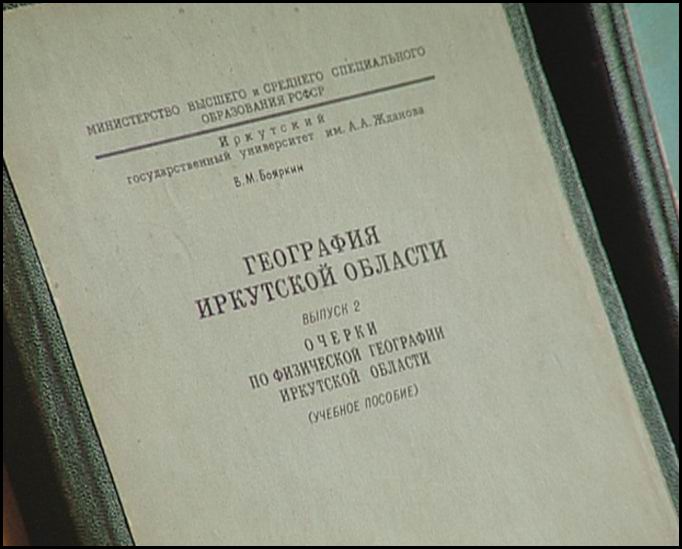 МИНИСТЕРСТВО ВЫСШЕГО и СРЕДНЕГО СПЕЦИАЛЬНОГО
ОБРАЗОВАНИЯ РСФСР
Иркутский
государственный университет им. А.А. Жданова
В.М. Бояркин
ГЕОГРАФИЯ
ИРКУТСКОЙ ОБЛАСТИ
ВЫПУСК 2
ОЧЕРКИ
ПО ФИЗИЧЕСКОЙ ГЕОГРАФИИ
ИРКУТСКОЙ ОБЛАСТИ
(УЧЕБНОЕ ПОСОБИЕ)